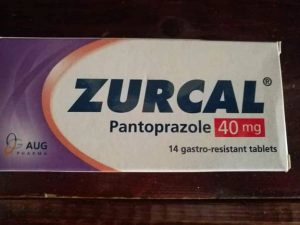 ZURCAL®
Pantoprazole 40 mg
14 gastro-resistant tablets
AUG
PHARMA